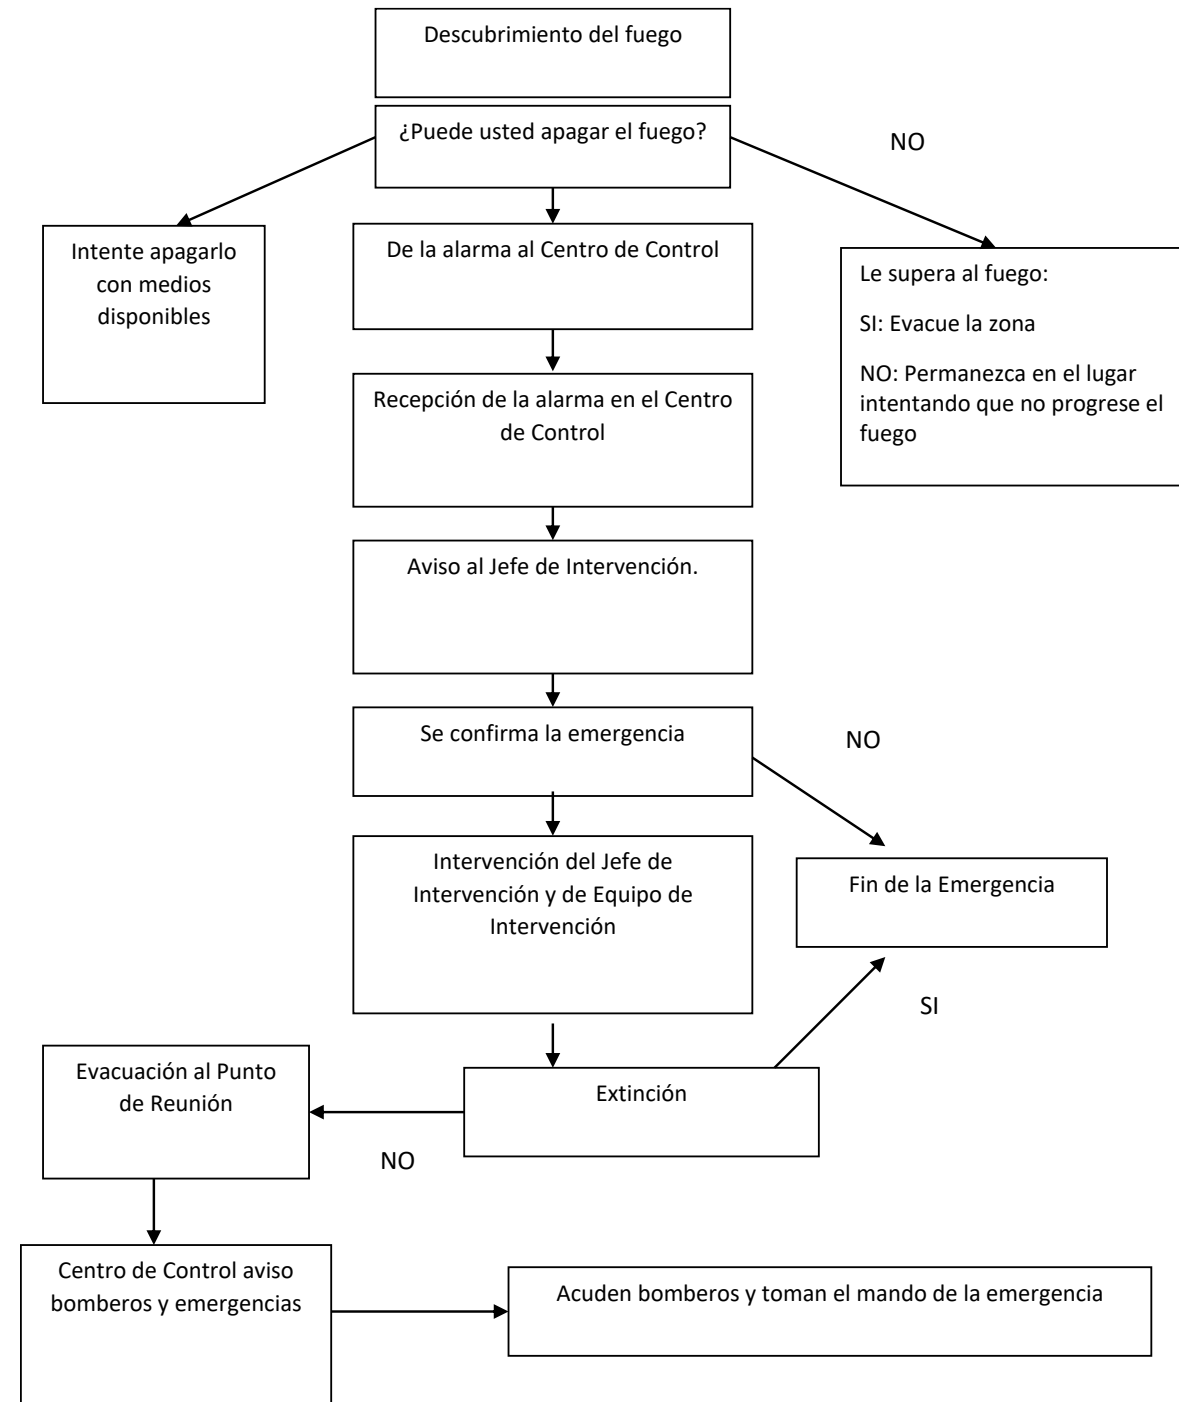 Descubrimiento del fuego
¿Puede usted apagar el fuego?
NO
Intente apagarlo
con medios
disponibles
De la alarma al Centro de Control
Le supera al fuego:
SI: Evacue la zona
NO: Permanezca en el lugar
intentando que no progrese el
fuego
Recepción de la alarma en el Centro
de Control
Aviso al Jefe de Intervención.
Se confirma la emergencia
NO
Intervención del Jefe de
Intervención y de Equipo de
Intervención
Fin de la Emergencia
SI
Evacuación al Punto
de Reunión
Extinción
NO
Centro de Control aviso
bomberos y emergencias
Acuden bomberos y toman el mando de la emergencia